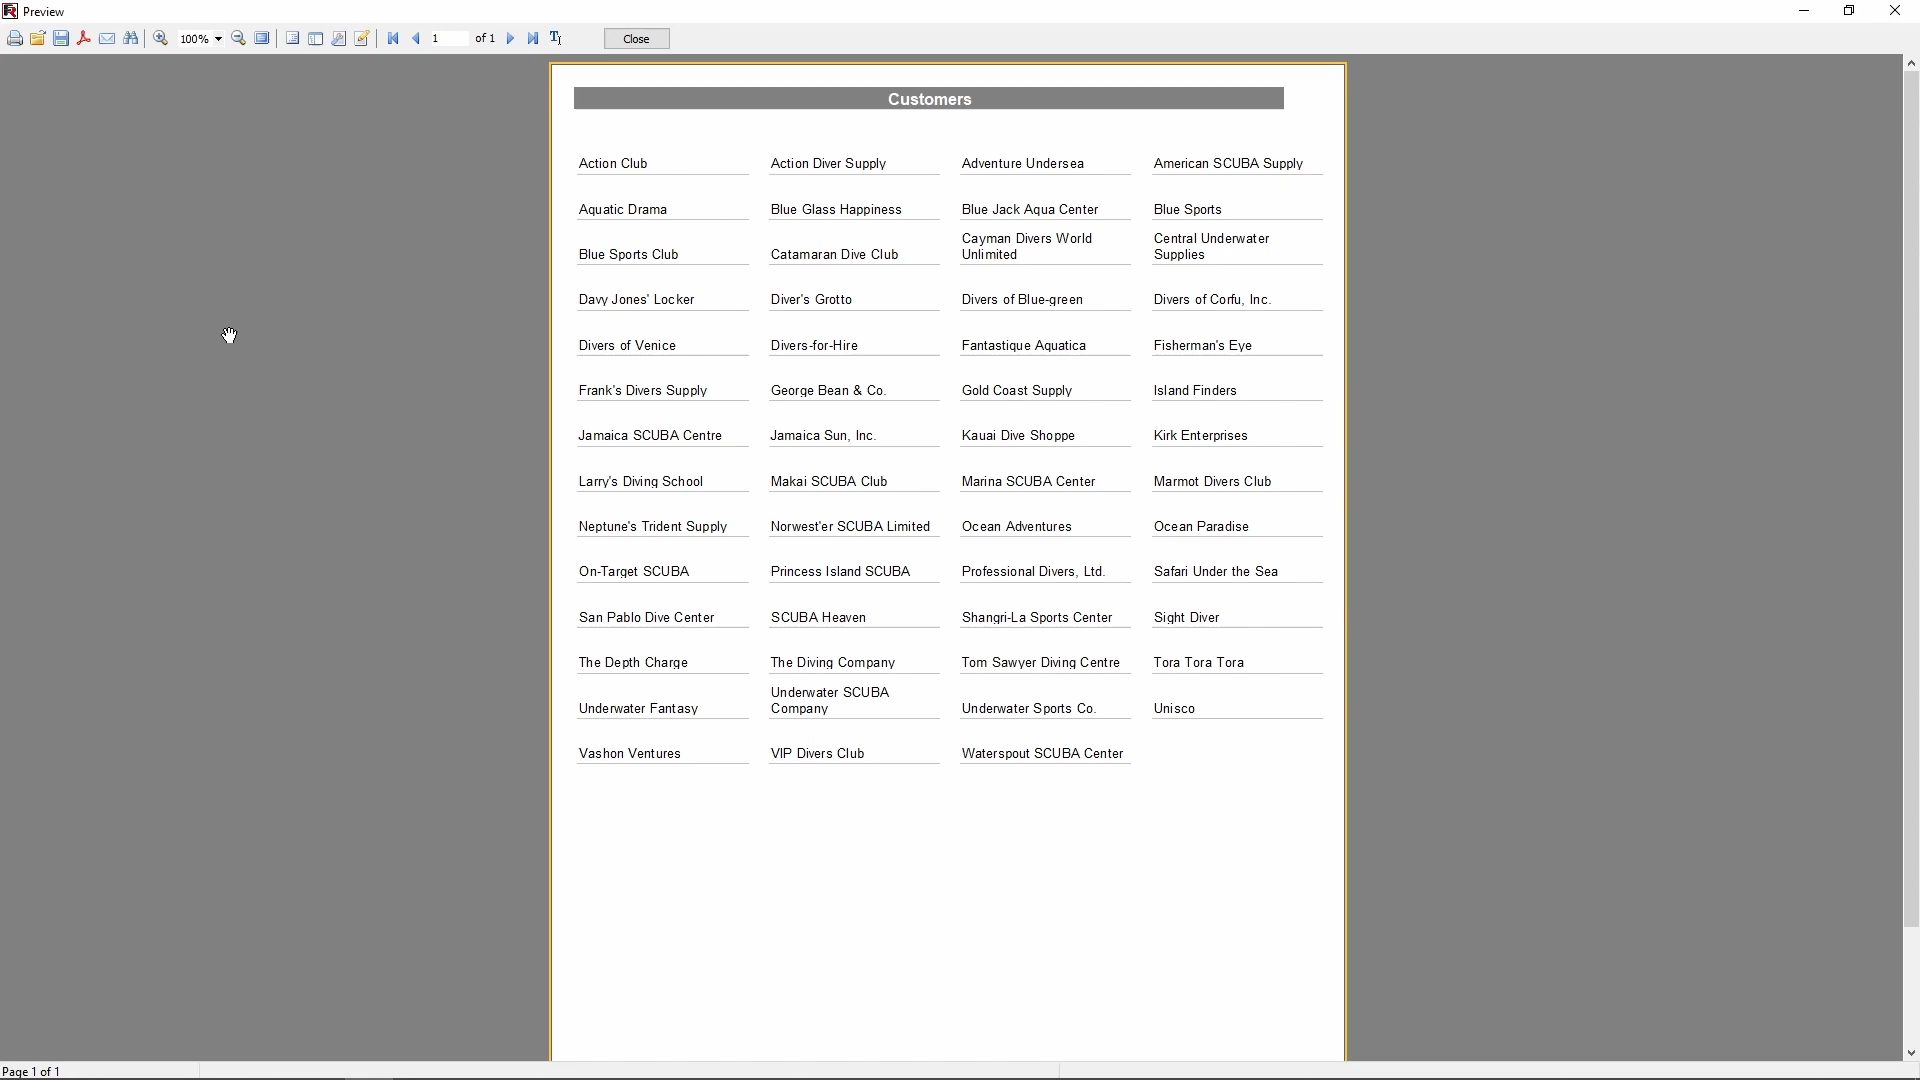 Preview
100%
1 of 1
Close
Customers
Action Club Action Diver Supply Adventure Undersea American SCUBA Supply
Aquatic Drama Blue Glass Happiness Blue Jack Aqua Center Blue Sports
Blue Sports Club Catamaran Dive Club Cayman Divers World Unlimited Central Underwater Supplies
Davy Jones' Locker Diver's Grotto Divers of Blue-green Divers of Corfu, Inc.
Divers of Venice Divers-for-Hire Fantastique Aquatica Fisherman's Eye
Frank's Divers Supply George Bean & Co. Gold Coast Supply Island Finders
Jamaica SCUBA Centre Jamaica Sun, Inc. Kauai Dive Shoppe Kirk Enterprises
Larry's Diving School Makai SCUBA Club Marina SCUBA Center Marmot Divers Club
Neptune's Trident Supply Norwest'er SCUBA Limited Ocean Adventures Ocean Paradise
On-Target SCUBA Princess Island SCUBA Professional Divers, Ltd. Safari Under the Sea
San Pablo Dive Center SCUBA Heaven Shangri-La Sports Center Sight Diver
The Depth Charge The Diving Company Tom Sawyer Diving Centre Tora Tora Tora
Underwater Fantasy Underwater SCUBA Company Underwater Sports Co. Unisco
Vashon Ventures VIP Divers Club Waterspout SCUBA Center
Page 1 of 1